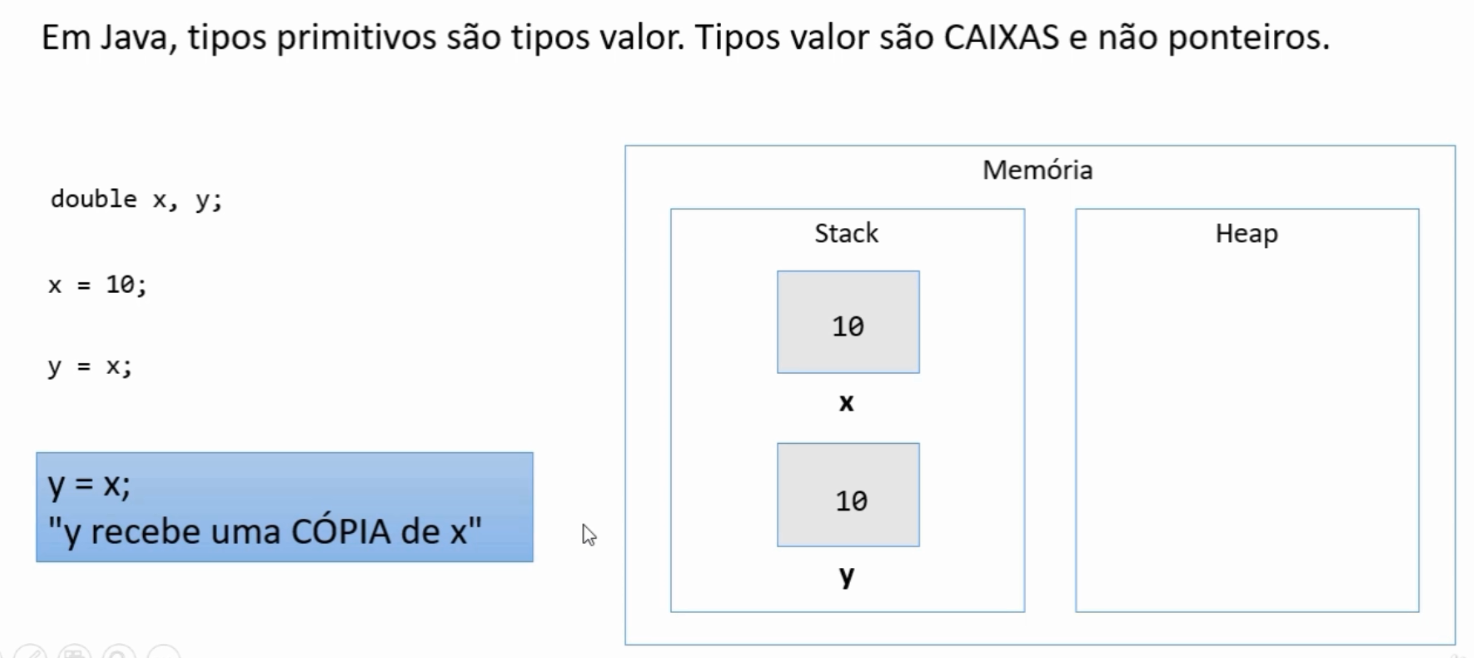 Em Java, tipos primitivos são tipos valor. Tipos valor são CAIXAS e não ponteiros.
double x, y;
x = 10;
y = x;
y = x;
"y recebe uma CÓPIA de x"
Memória
Stack
10
x
10
y
Heap